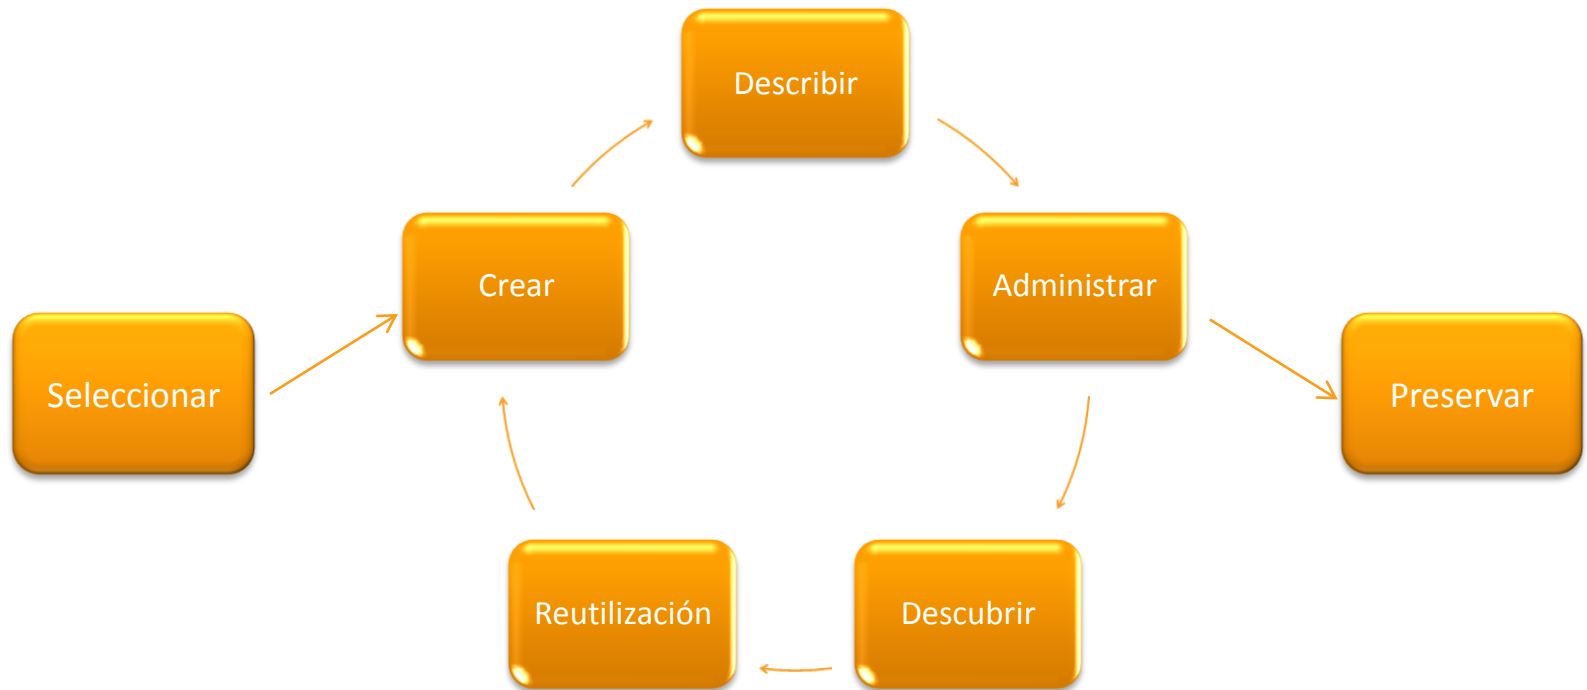 Describir
Crear
Administrar
Seleccionar
Preservar
Reutilización
Descubrir